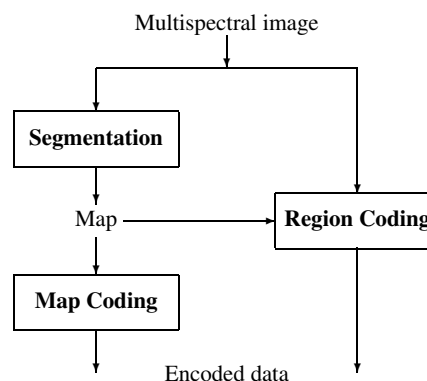 Multispectral image
Segmentation
Map
Region Coding
Map Coding
Encoded data